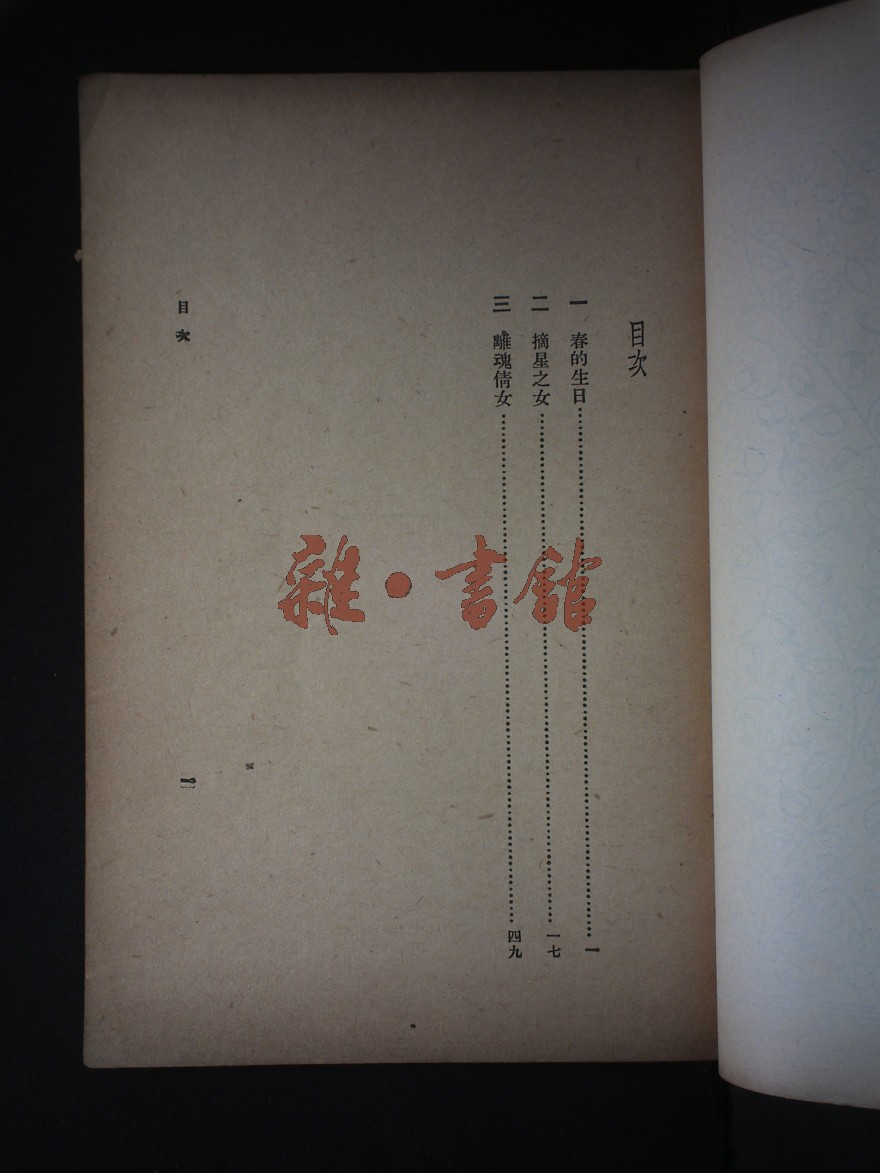 目次
一 春的生日……一
二 摘星之女……一七
三 離魂倩女……四九
目次
雜·書館